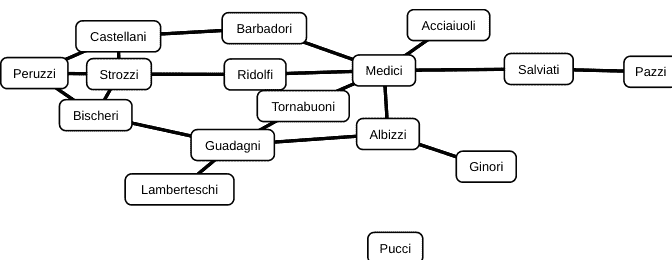 Acciaiuoli
Barbadori
Castellani
Medici
Salviati
Pazzi
Peruzzi
Strozzi
Ridolfi
Tornabuoni
Bischeri
Albizzi
Guadagni
Ginori
Lamberteschi
Pucci